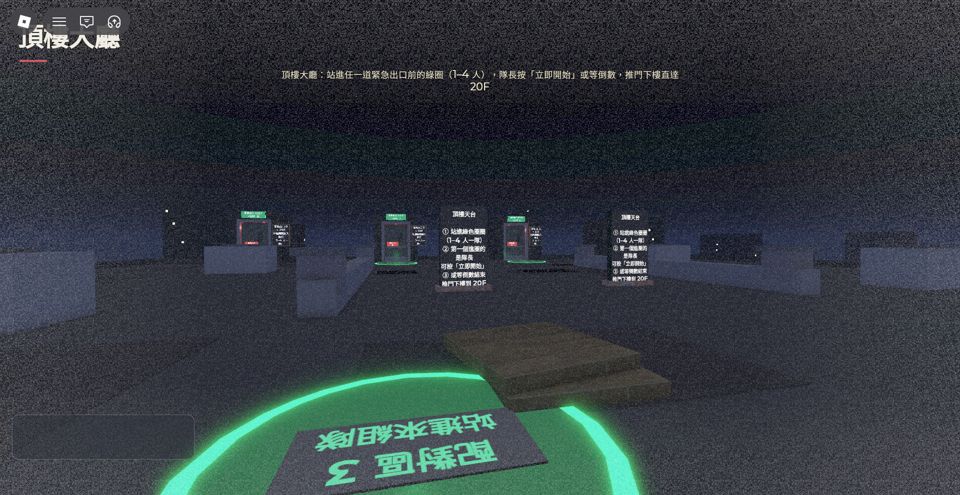 頂樓大廳
頂樓大廳：站進任一道緊急出口前的綠圈（1–4 人），隊長按「立即開始」或等倒數，推門下樓直達
20F
頂樓天台
① 站進綠色圈圈
（1–4 人一隊）
② 第一個進圈的
是隊長
可按「立即開始」
③ 或等倒數結束
推門下樓到 20F
頂樓天台
① 站進綠色圈圈
（1–4 人一隊）
② 第一個進圈的
是隊長
可按「立即開始」
③ 或等倒數結束
推門下樓到 20F
配對區 3
站進來組隊